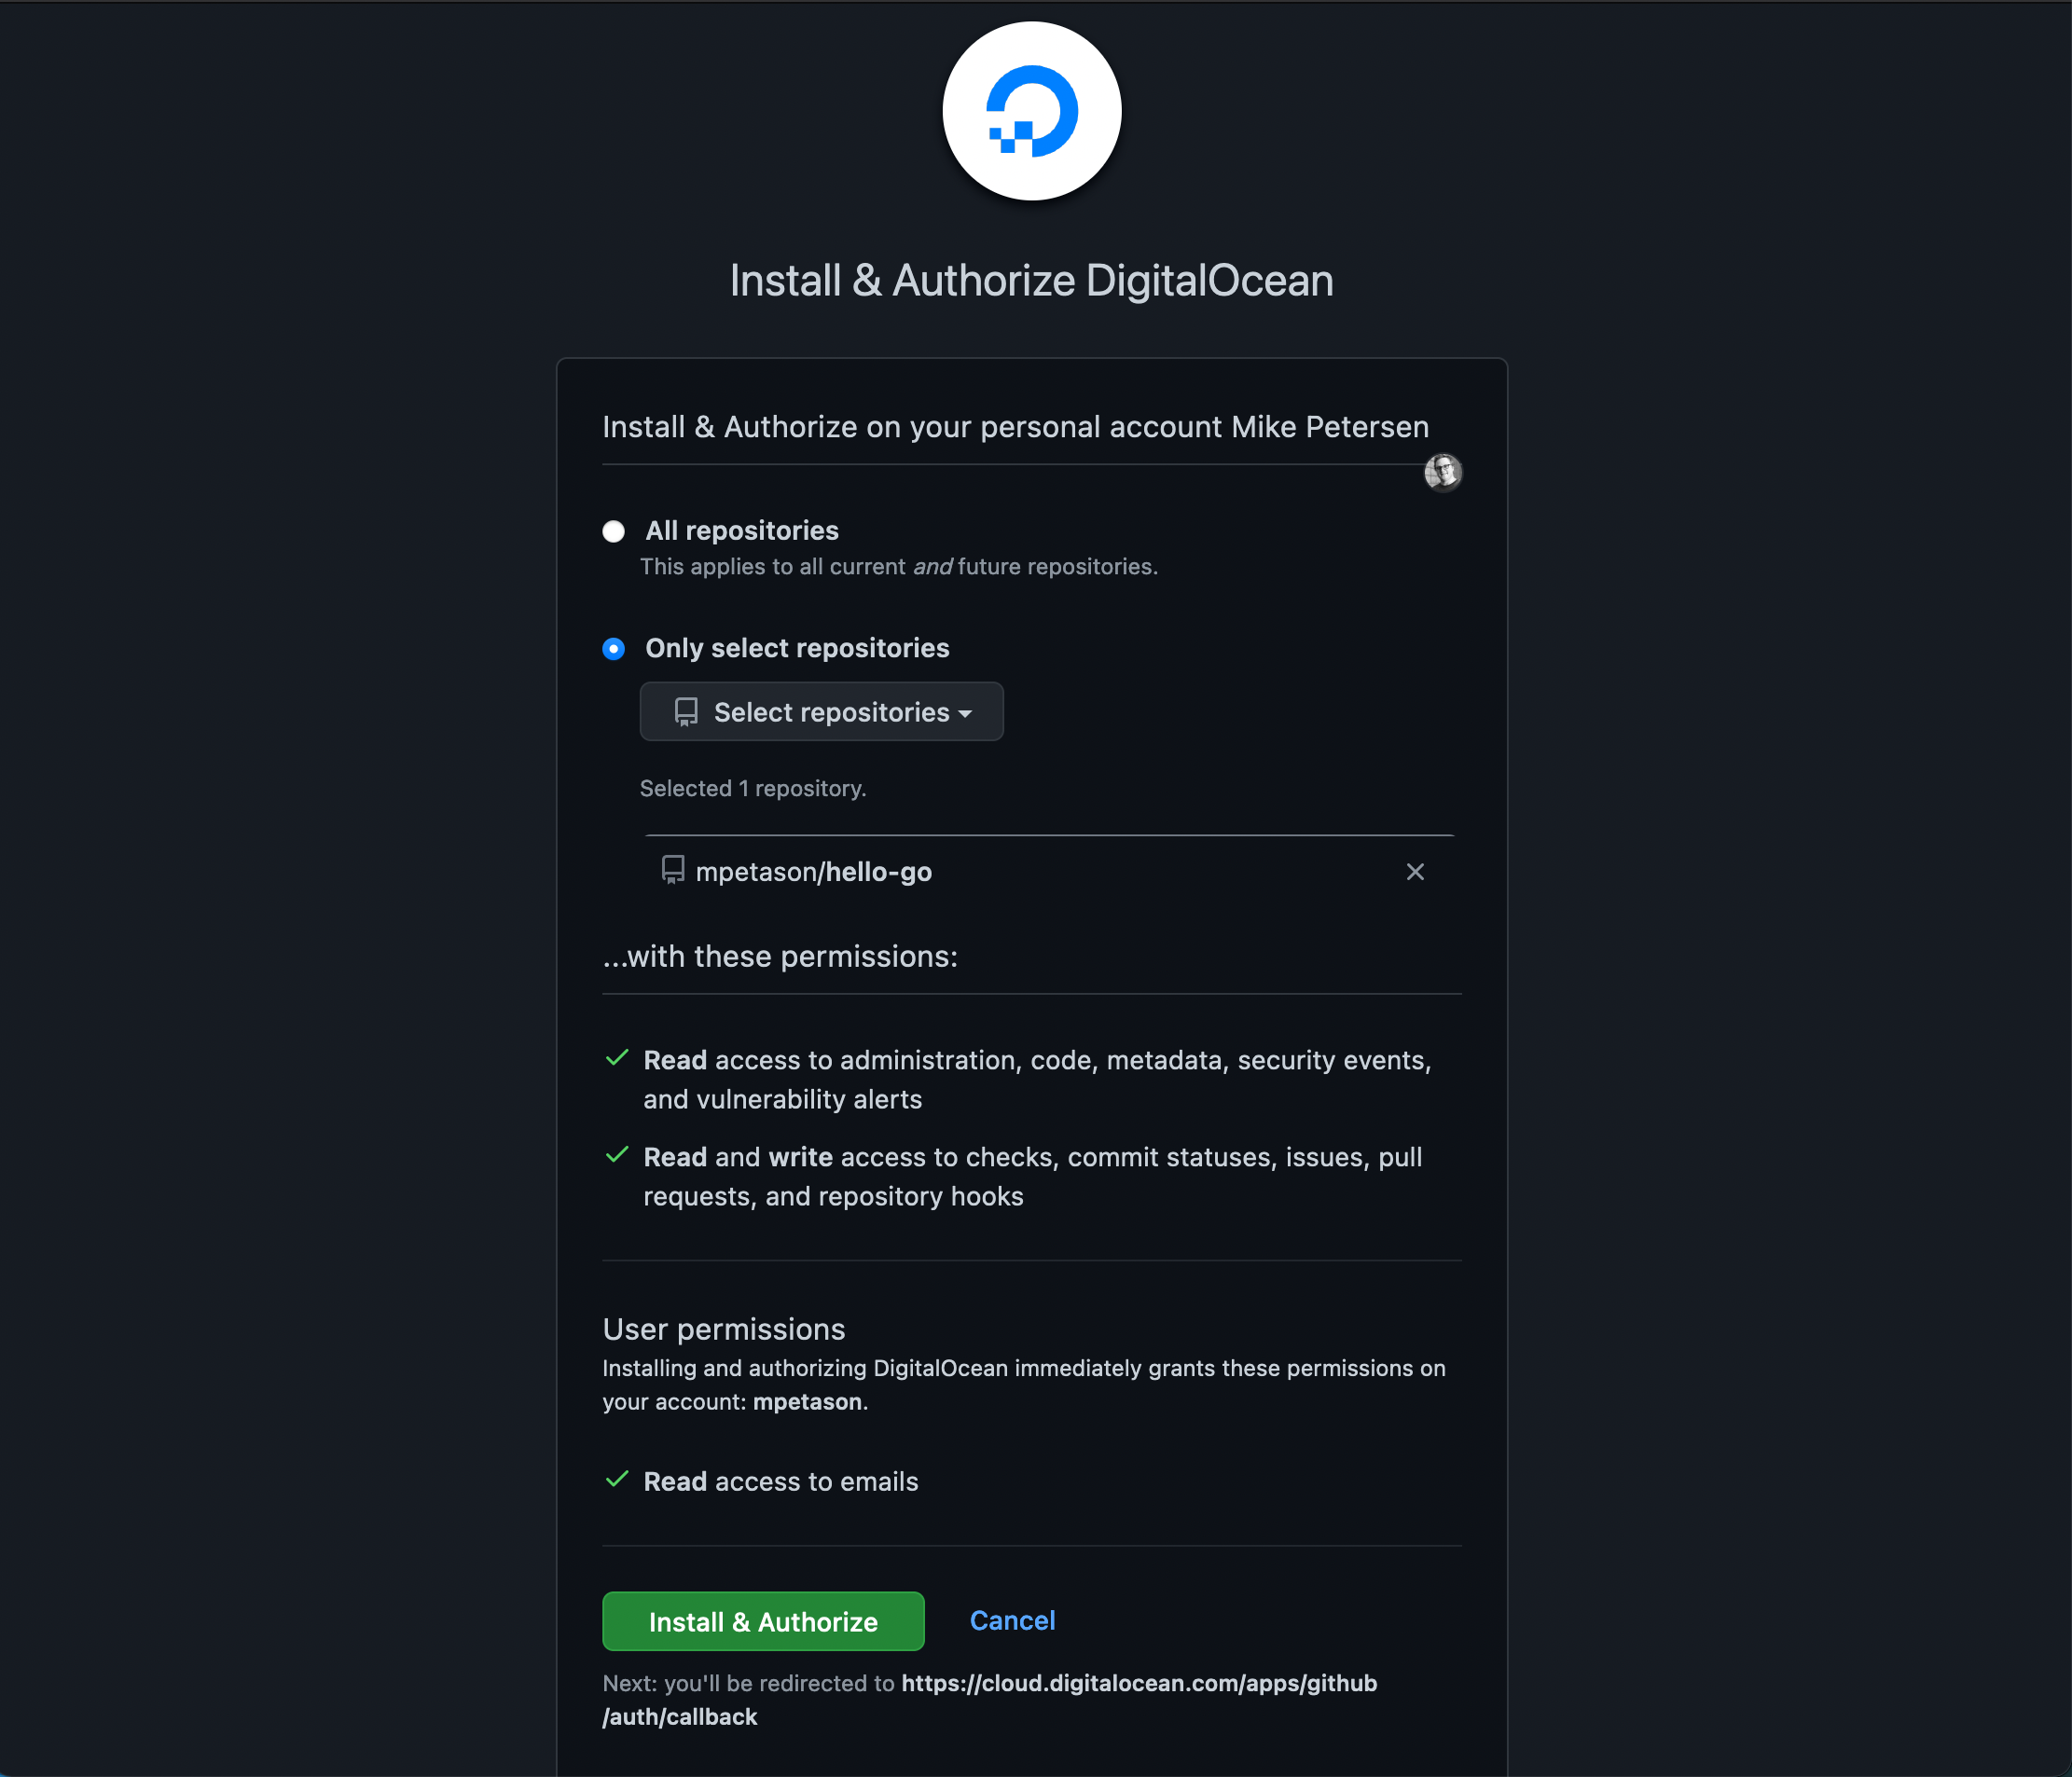 Install & Authorize DigitalOcean
Install & Authorize on your personal account Mike Petersen
All repositories
This applies to all current and future repositories.
Only select repositories
Select repositories
Selected 1 repository.
mpetason/hello-go
...with these permissions:
Read access to administration, code, metadata, security events,
and vulnerability alerts
Read and write access to checks, commit statuses, issues, pull
requests, and repository hooks
User permissions
Installing and authorizing DigitalOcean immediately grants these permissions on
your account: mpetason.
Read access to emails
Install & Authorize Cancel
Next: you'll be redirected to https://cloud.digitalocean.com/apps/github
/auth/callback